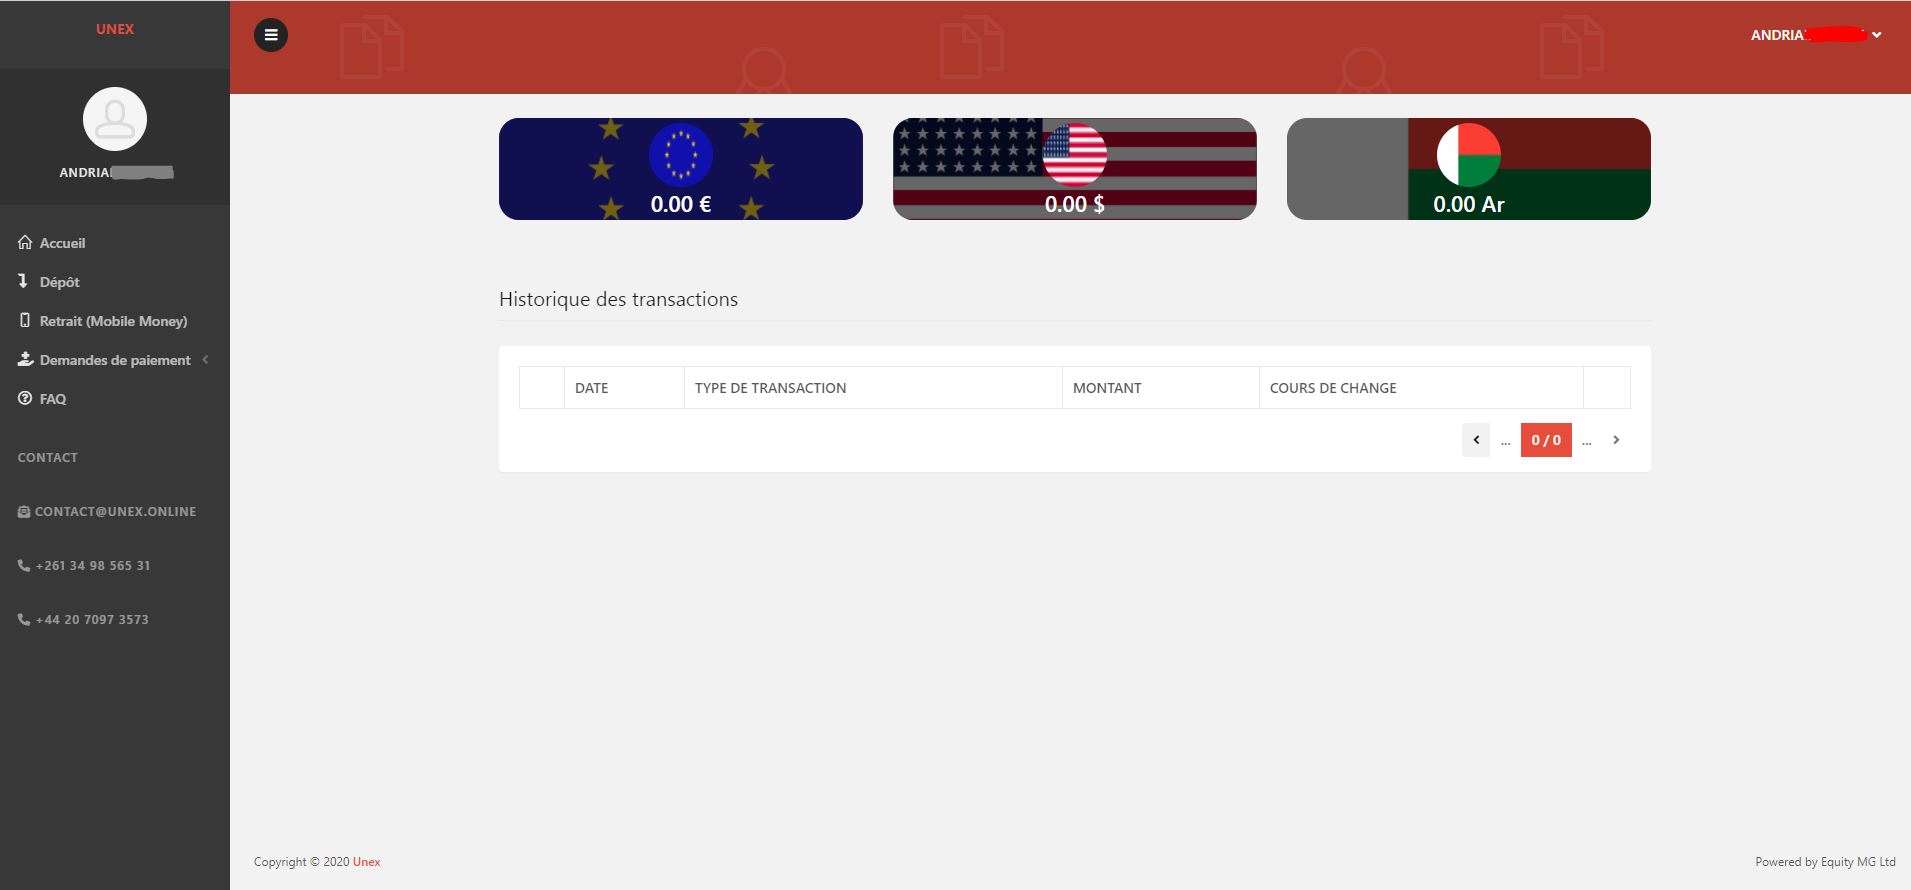 UNEX
ANDRIA
ANDRIA
Accueil
Dépôt
Retrait (Mobile Money)
Demandes de paiement
FAQ
CONTACT
CONTACT@UNEX.ONLINE
+261 34 98 565 31
+44 20 7097 3573
0.00 €
0.00 $
0.00 Ar
Historique des transactions
DATE TYPE DE TRANSACTION MONTANT COURS DE CHANGE
... 0 / 0 ...
Copyright © 2020 Unex
Powered by Equity MG Ltd